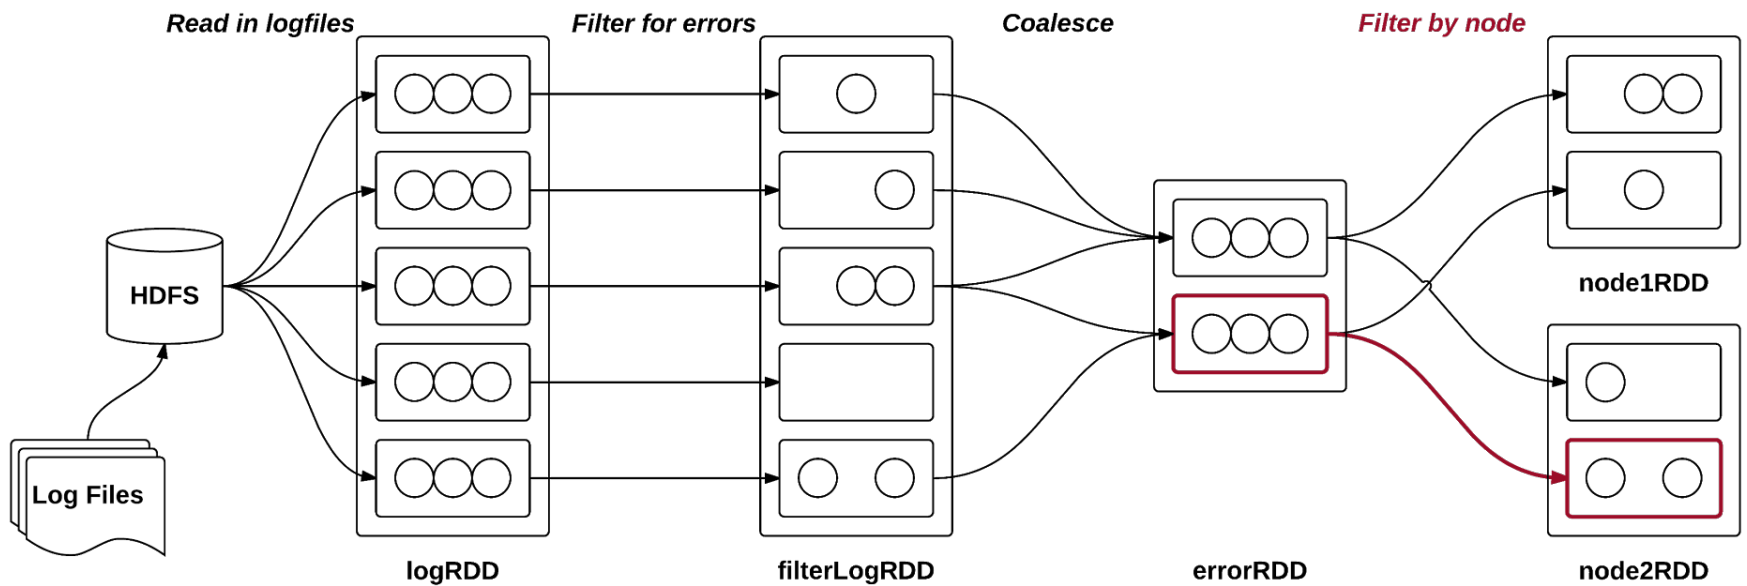 Read in logfiles
Filter for errors
Coalesce
Filter by node
HDFS
Log Files
logRDD
filterLogRDD
errorRDD
node1RDD
node2RDD